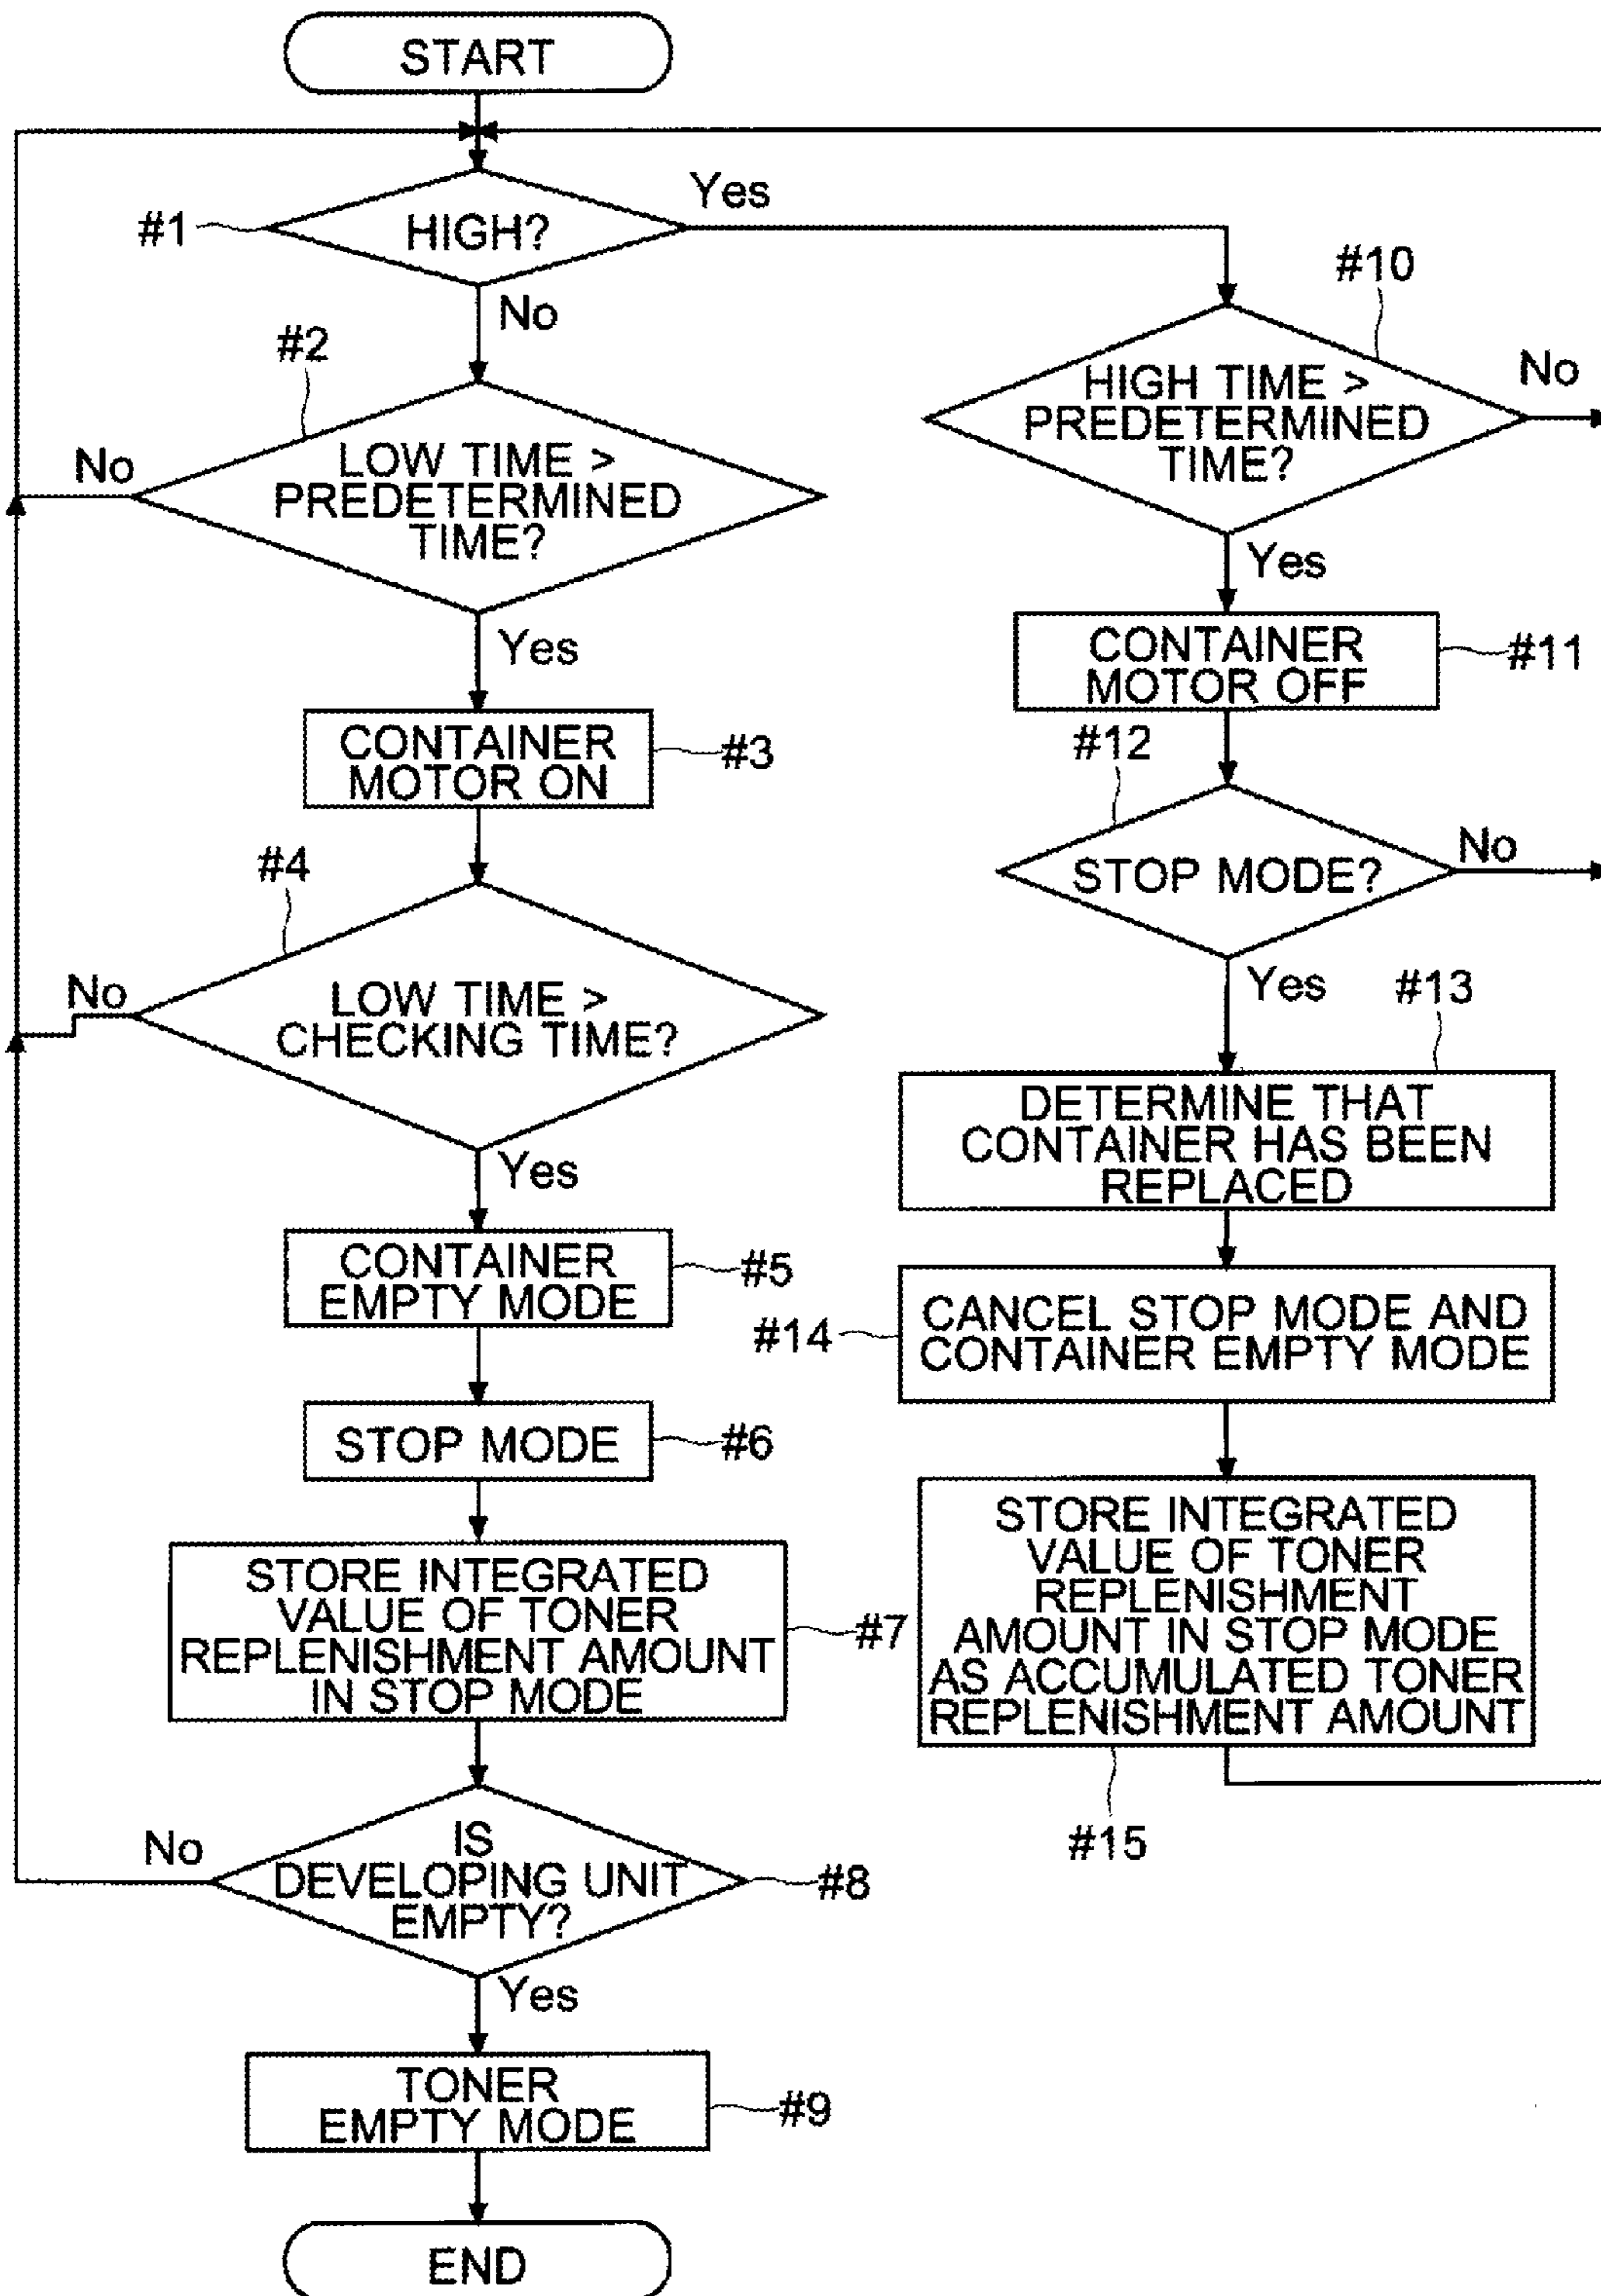 START
#1
HIGH?
Yes
No
#2
LOW TIME >
PREDETERMINED
TIME?
No
Yes
CONTAINER
MOTOR ON
#3
#4
LOW TIME >
CHECKING TIME?
No
Yes
CONTAINER
EMPTY MODE
#5
STOP MODE
#6
STORE INTEGRATED
VALUE OF TONER
REPLENISHMENT AMOUNT
IN STOP MODE
#7
IS
DEVELOPING UNIT
EMPTY?
No
#8
Yes
TONER
EMPTY MODE
#9
END
#10
HIGH TIME >
PREDETERMINED
TIME?
No
Yes
CONTAINER
MOTOR OFF
#11
#12
STOP MODE?
No
Yes
#13
DETERMINE THAT
CONTAINER HAS BEEN
REPLACED
#14
CANCEL STOP MODE AND
CONTAINER EMPTY MODE
STORE INTEGRATED
VALUE OF TONER
REPLENISHMENT
AMOUNT IN STOP MODE
AS ACCUMULATED TONER
REPLENISHMENT AMOUNT
#15